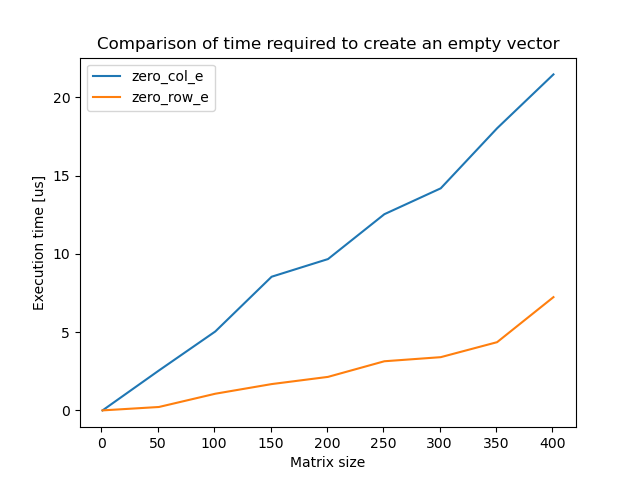 Comparison of time required to create an empty vector
zero_col_e
zero_row_e
20
15
10
5
0
Execution time [us]
0 50 100 150 200 250 300 350 400
Matrix size